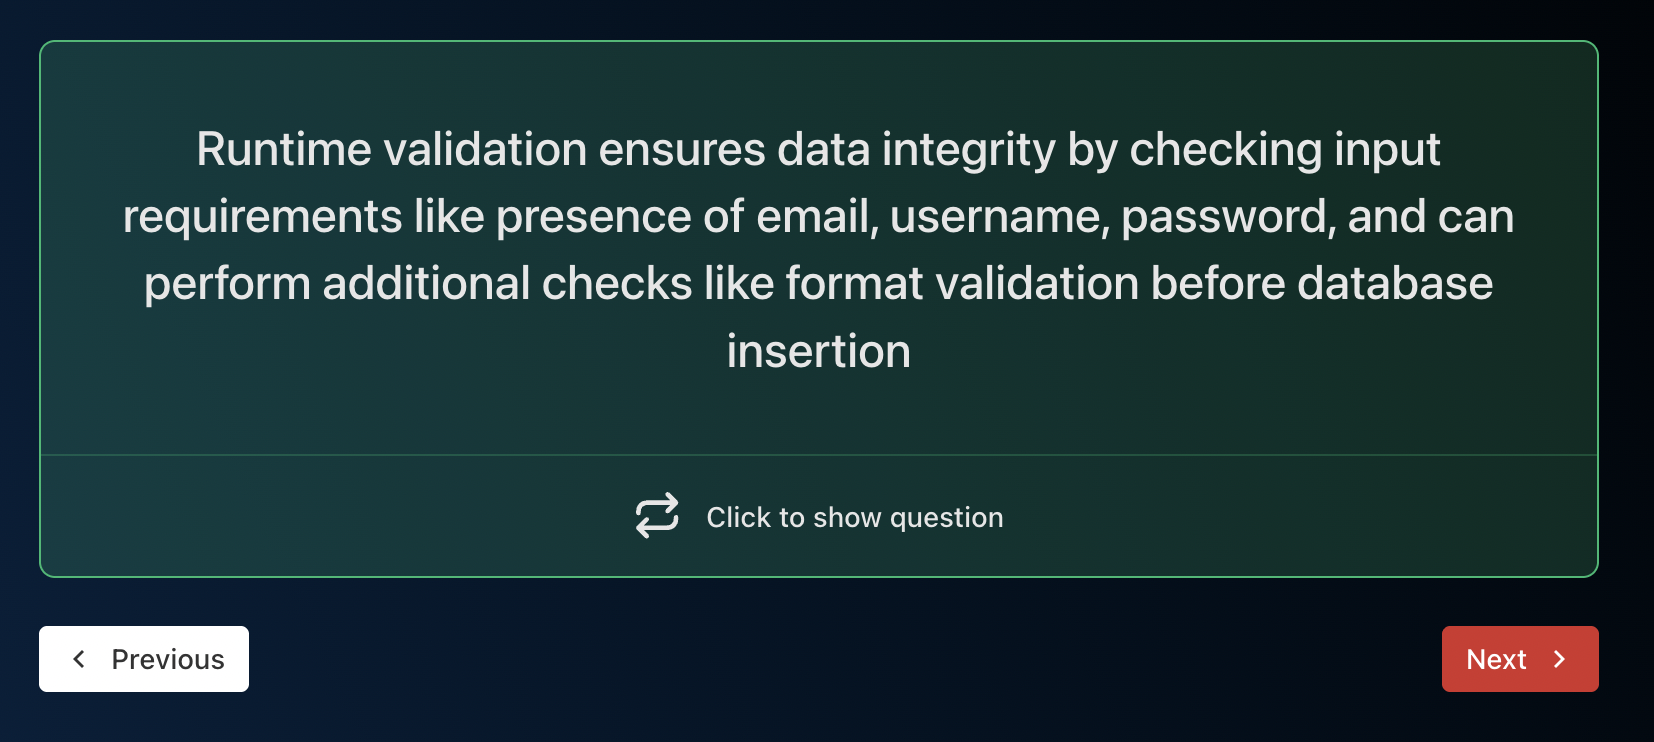 Runtime validation ensures data integrity by checking input
requirements like presence of email, username, password, and can
perform additional checks like format validation before database
insertion
Click to show question
Previous
Next